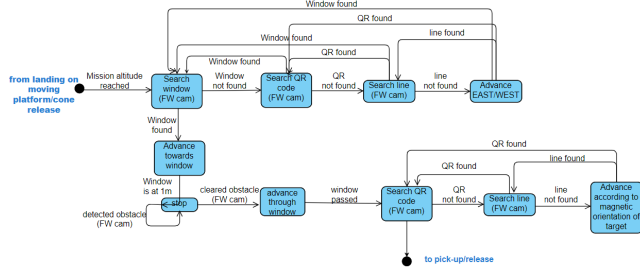 Window found
QR found
Window found
line found
QR found
Window found
from landing on
moving
platform/cone
release
Mission altitude
reached
Search
window
(FW cam)
Window
not found
Search QR
code
(FW cam)
QR
not found
Search line
(FW cam)
line
not found
Advance
EAST/WEST
Window
found
Advance
towards
window
Window
is at 1m
stop
detected obstacle
(FW cam)
cleared obstacle
(FW cam)
advance
through
window
window
passed
QR found
line found
QR found
Search QR
code
(FW cam)
QR
not found
Search line
(FW cam)
line
not found
Advance
according to
magnetic
orientation of
target
to pick-up/release